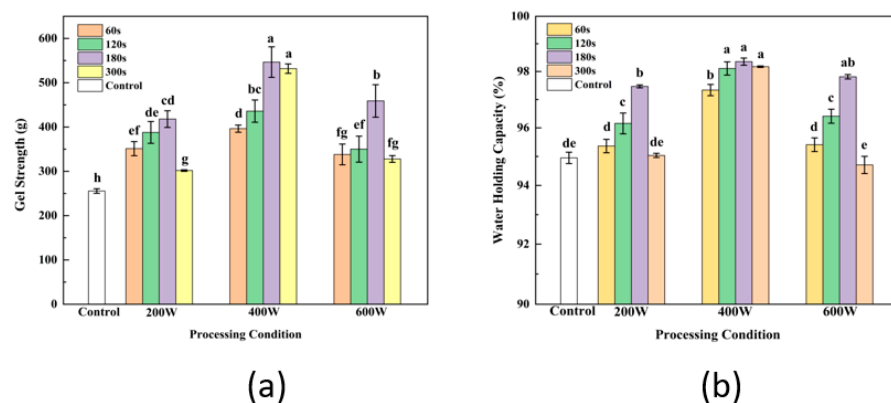 60s
120s
180s
300s
Control
600
500
400
300
200
100
0
Gel Strength (g)
h
ef
de
cd
g
d
bc
a
a
fg
ef
b
fg
Control
200W
400W
600W
Processing Condition
(a)
60s
120s
180s
300s
Control
100
98
96
94
92
90
Water Holding Capacity (%)
de
d
c
b
de
b
a
a
a
d
c
ab
e
Control
200W
400W
600W
Processing Condition
(b)